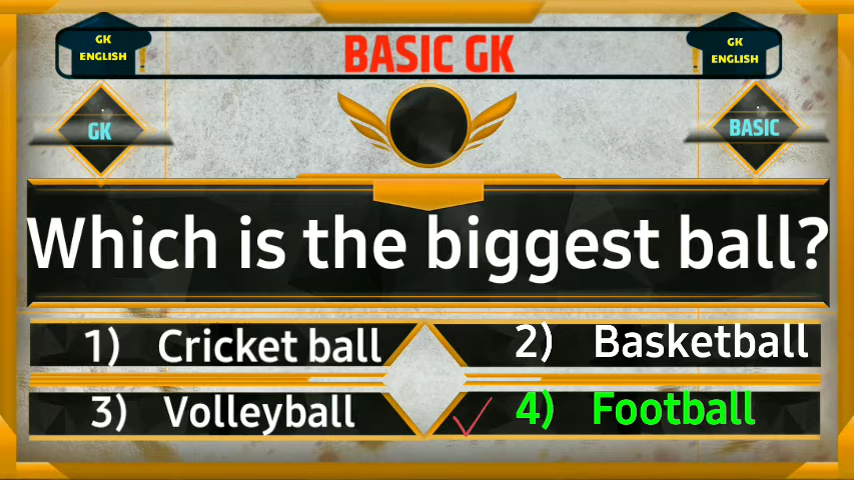 GK
ENGLISH
BASIC GK
GK
ENGLISH
GK
BASIC
Which is the biggest ball?
1) Cricket ball
2) Basketball
3) Volleyball
4) Football